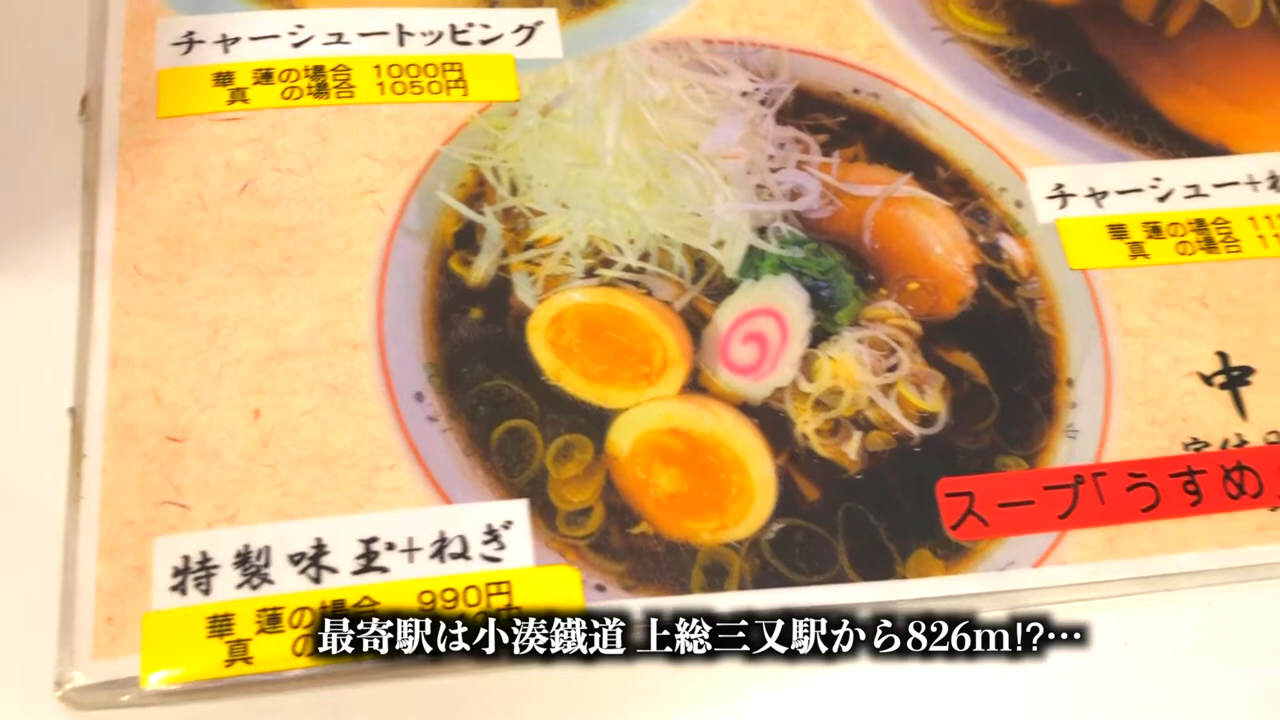 チャーシュートッピング
華 蓮の場合 1000円
真 の場合 1050円
チャーシュー+
華 蓮の場合 11
真 の場合 1
中
スープ「うすめ」
特製味玉+ねぎ
華 蓮の場合 990円
真
最寄駅は小湊鐵道 上総三又駅から826m!?…